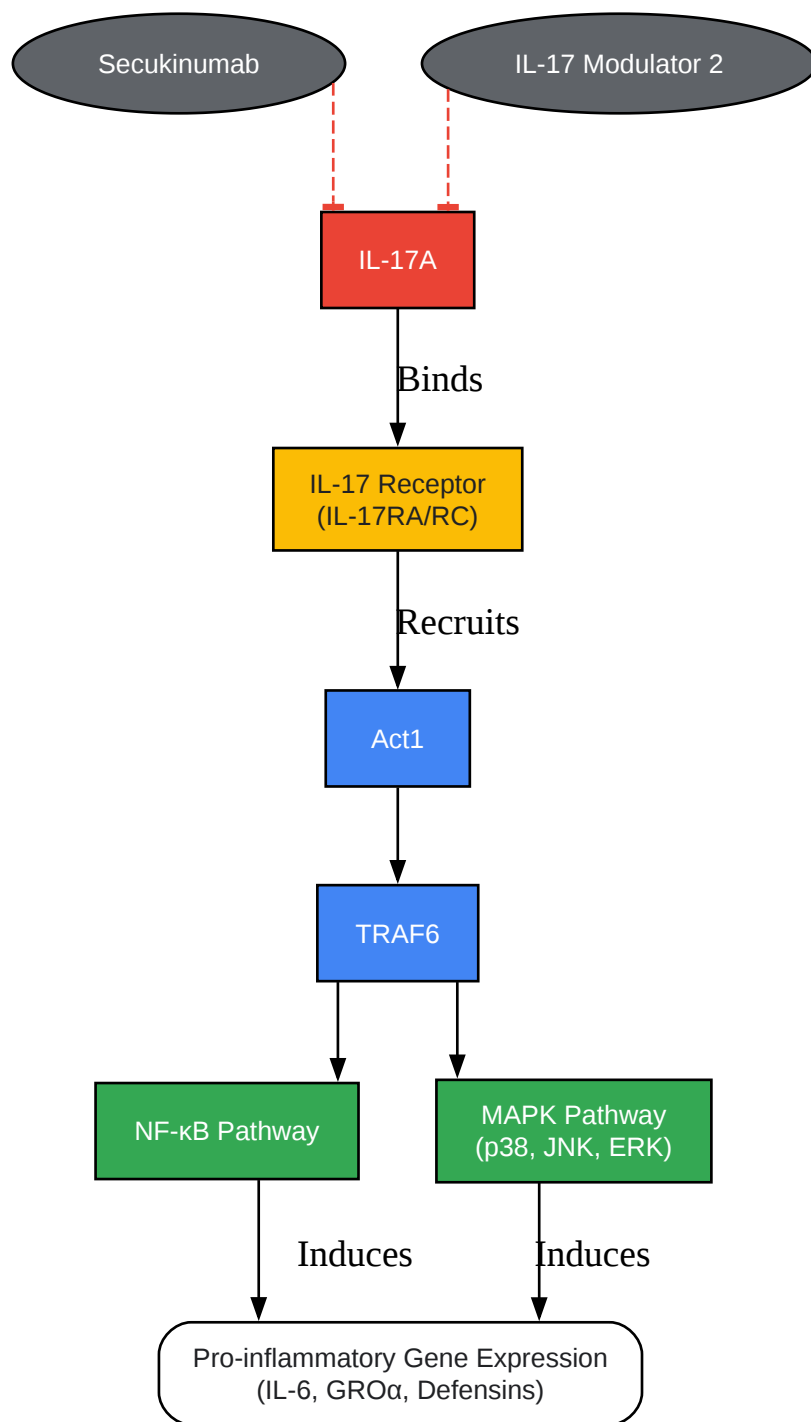 Secukinumab
IL-17 Modulator 2
IL-17A
Binds
IL-17 Receptor
(IL-17RA/RC)
Recruits
Act1
TRAF6
NF-κB Pathway
MAPK Pathway
(p38, JNK, ERK)
Induces
Induces
Pro-inflammatory Gene Expression
(IL-6, GROα, Defensins)